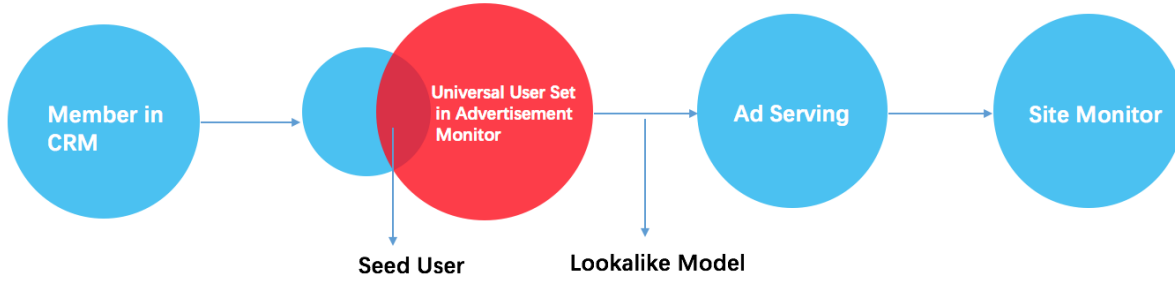 Member in
CRM
Universal User Set
in Advertisement
Monitor
Ad Serving
Site Monitor
Seed User
Lookalike Model